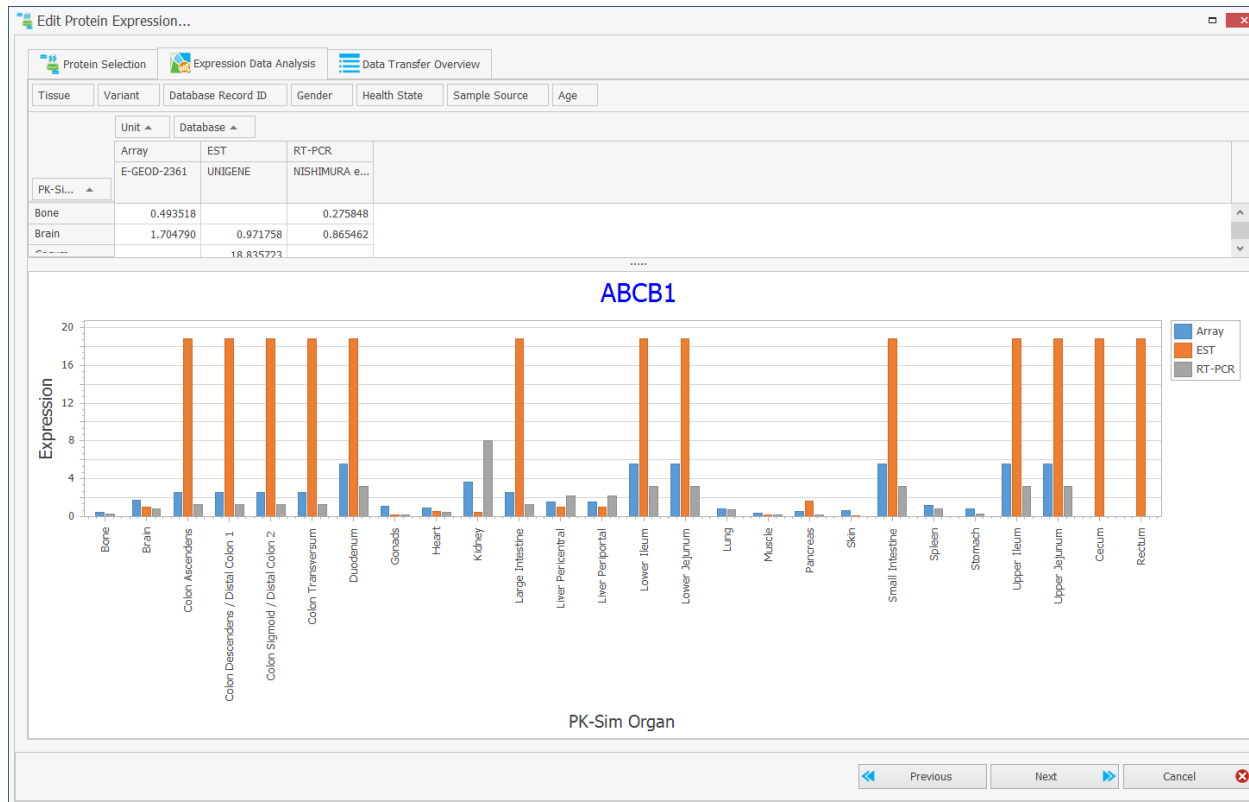 Edit Protein Expression...
Protein Selection
Expression Data Analysis
Data Transfer Overview
Tissue Variant Database Record ID Gender Health State Sample Source Age
Unit Database
Array EST RT-PCR
E-GEOD-2361 UNIGENE NISHIMURA e...
PK-Si...
Bone 0.493518 0.275848
Brain 1.704790 0.971758 0.865462
Cecum 18.835723
.....
ABCB1
Expression
20
16
12
8
4
0
Array
EST
RT-PCR
Bone
Brain
Colon Ascendens
Colon Descendens / Distal Colon 1
Colon Sigmoid / Distal Colon 2
Colon Transversum
Duodenum
Gonads
Heart
Kidney
Large Intestine
Liver Pericentral
Liver Periportal
Lower Ileum
Lower Jejunum
Lung
Muscle
Pancreas
Skin
Small Intestine
Spleen
Stomach
Upper Ileum
Upper Jejunum
Cecum
Rectum
PK-Sim Organ
Previous Next Cancel